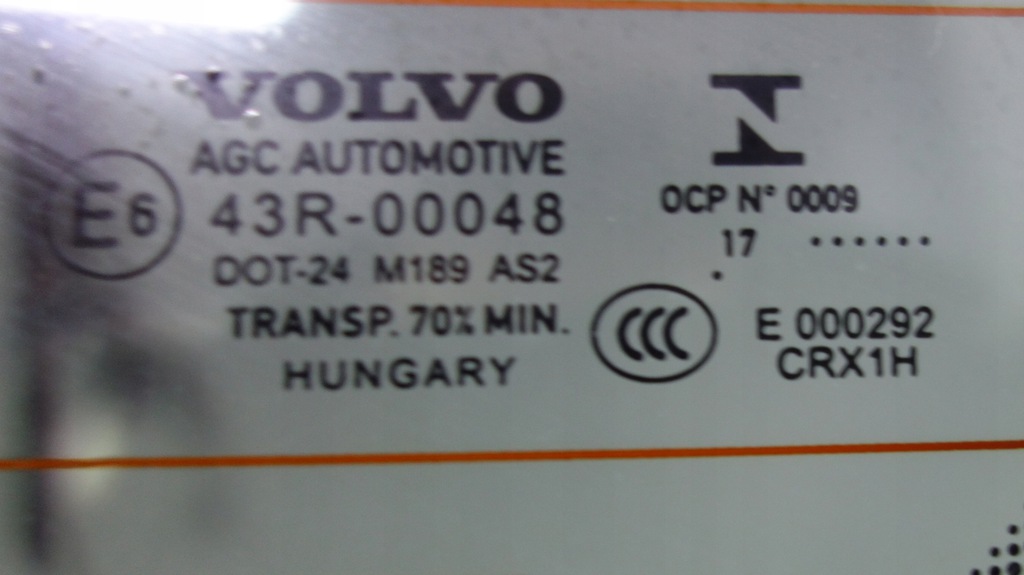 VOLVO
AGC AUTOMOTIVE
E6
43R-00048
DOT-24 M189 AS2
TRANSP. 70% MIN.
HUNGARY
OCP N° 0009
. 17 ......
CCC
E 000292
CRX1H